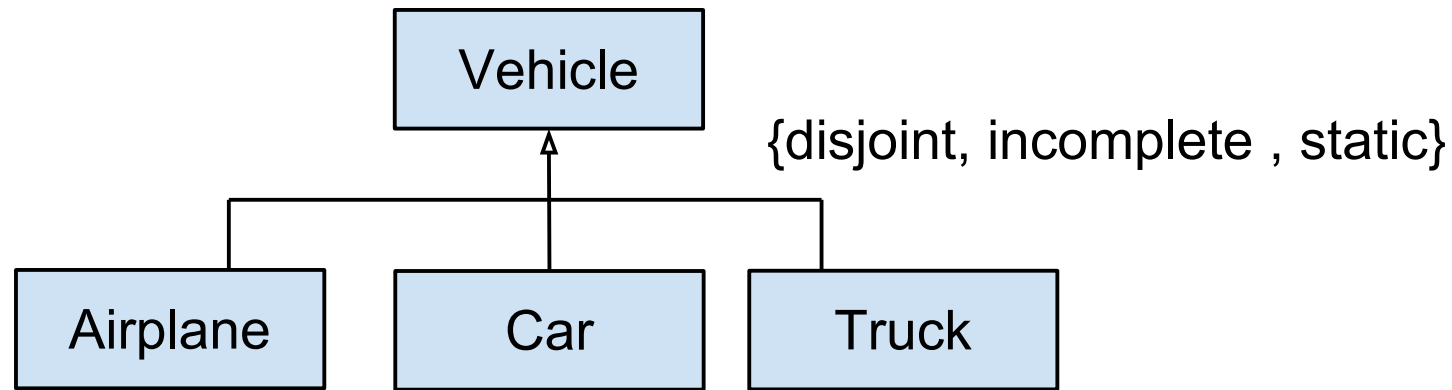 Vehicle
{disjoint, incomplete , static}
Airplane
Car
Truck